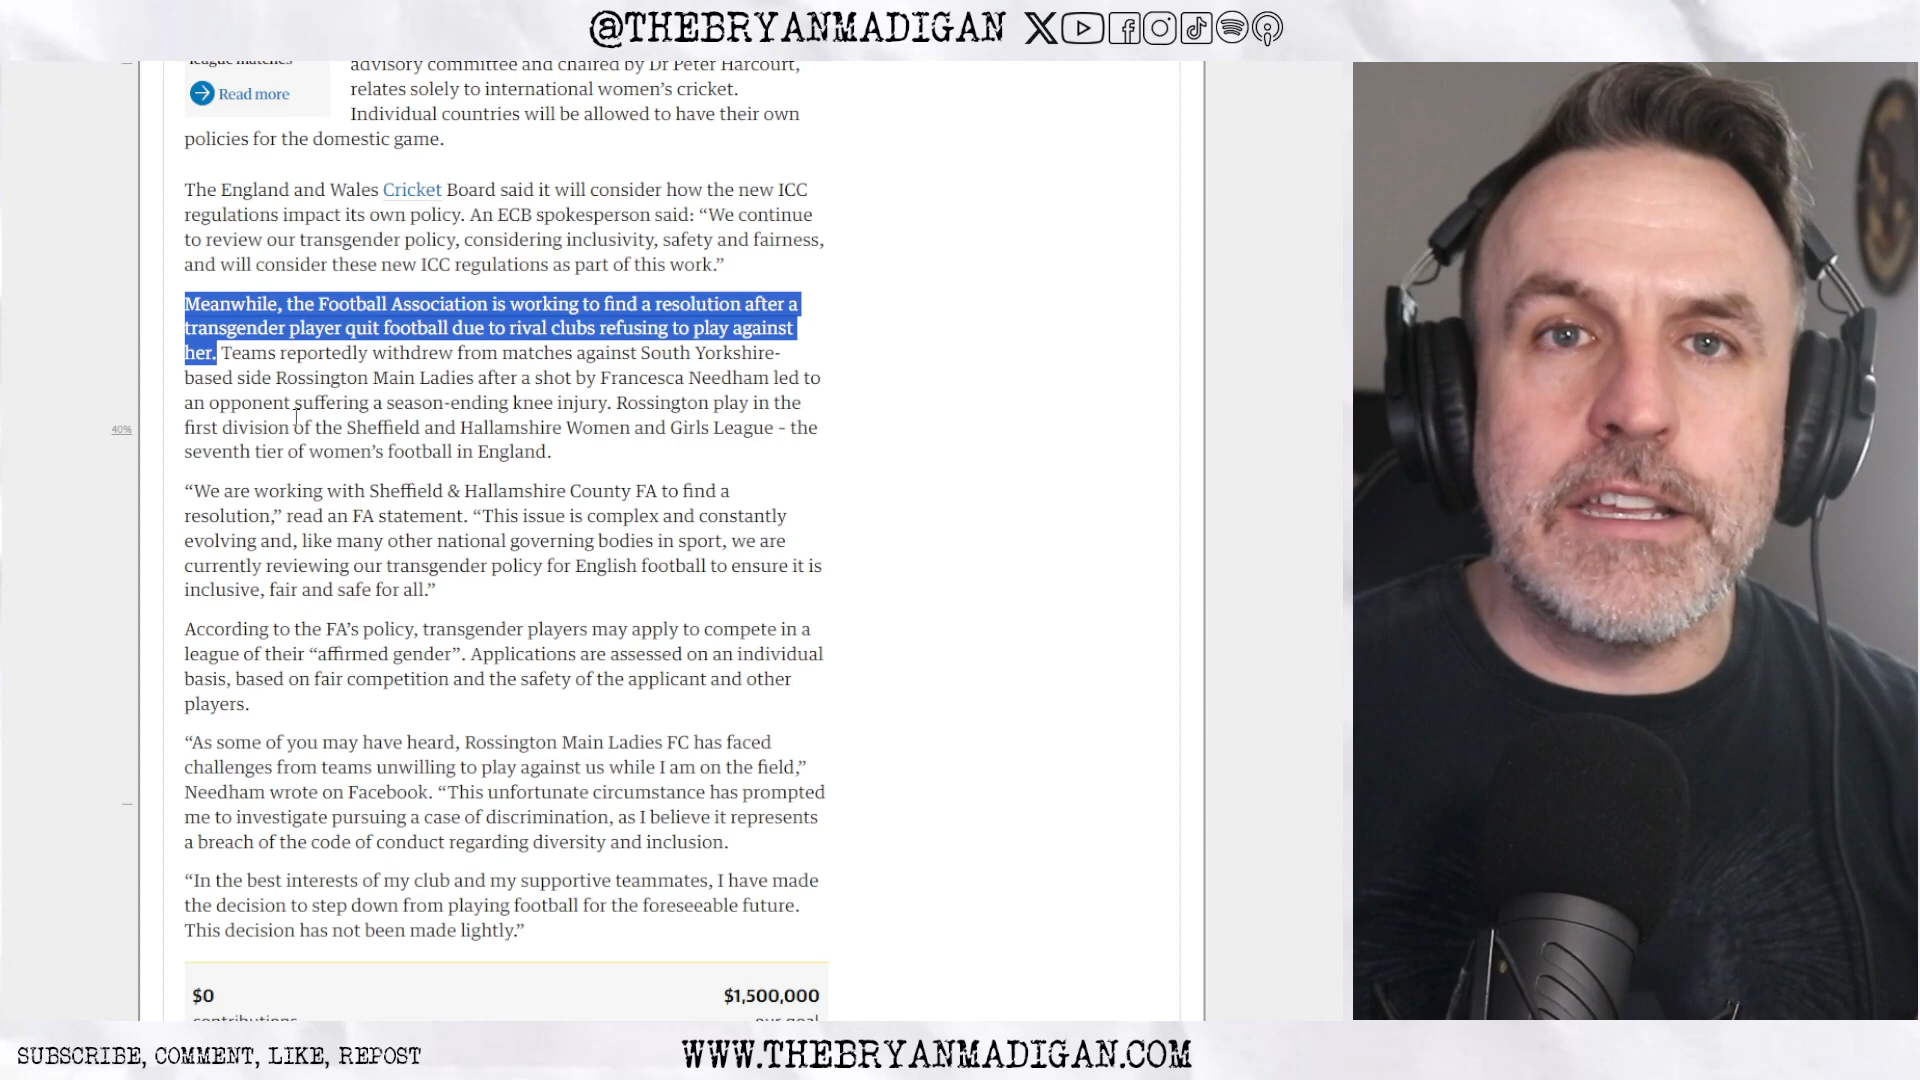 @THEBRYANMADIGAN
league matches
Read more
advisory committee and chaired by Dr Peter Harcourt,
relates solely to international women’s cricket.
Individual countries will be allowed to have their own
policies for the domestic game.
The England and Wales Cricket Board said it will consider how the new ICC
regulations impact its own policy. An ECB spokesperson said: “We continue
to review our transgender policy, considering inclusivity, safety and fairness,
and will consider these new ICC regulations as part of this work.”
Meanwhile, the Football Association is working to find a resolution after a
transgender player quit football due to rival clubs refusing to play against
her. Teams reportedly withdrew from matches against South Yorkshire-
based side Rossington Main Ladies after a shot by Francesca Needham led to
an opponent suffering a season-ending knee injury. Rossington play in the
40%
first division of the Sheffield and Hallamshire Women and Girls League – the
seventh tier of women’s football in England.
“We are working with Sheffield & Hallamshire County FA to find a
resolution,” read an FA statement. “This issue is complex and constantly
evolving and, like many other national governing bodies in sport, we are
currently reviewing our transgender policy for English football to ensure it is
inclusive, fair and safe for all.”
According to the FA’s policy, transgender players may apply to compete in a
league of their “affirmed gender”. Applications are assessed on an individual
basis, based on fair competition and the safety of the applicant and other
players.
“As some of you may have heard, Rossington Main Ladies FC has faced
challenges from teams unwilling to play against us while I am on the field,”
Needham wrote on Facebook. “This unfortunate circumstance has prompted
me to investigate pursuing a case of discrimination, as I believe it represents
a breach of the code of conduct regarding diversity and inclusion.
“In the best interests of my club and my supportive teammates, I have made
the decision to step down from playing football for the foreseeable future.
This decision has not been made lightly.”
$0 $1,500,000
contributions our goal
SUBSCRIBE, COMMENT, LIKE, REPOST
WWW.THEBRYANMADIGAN.COM